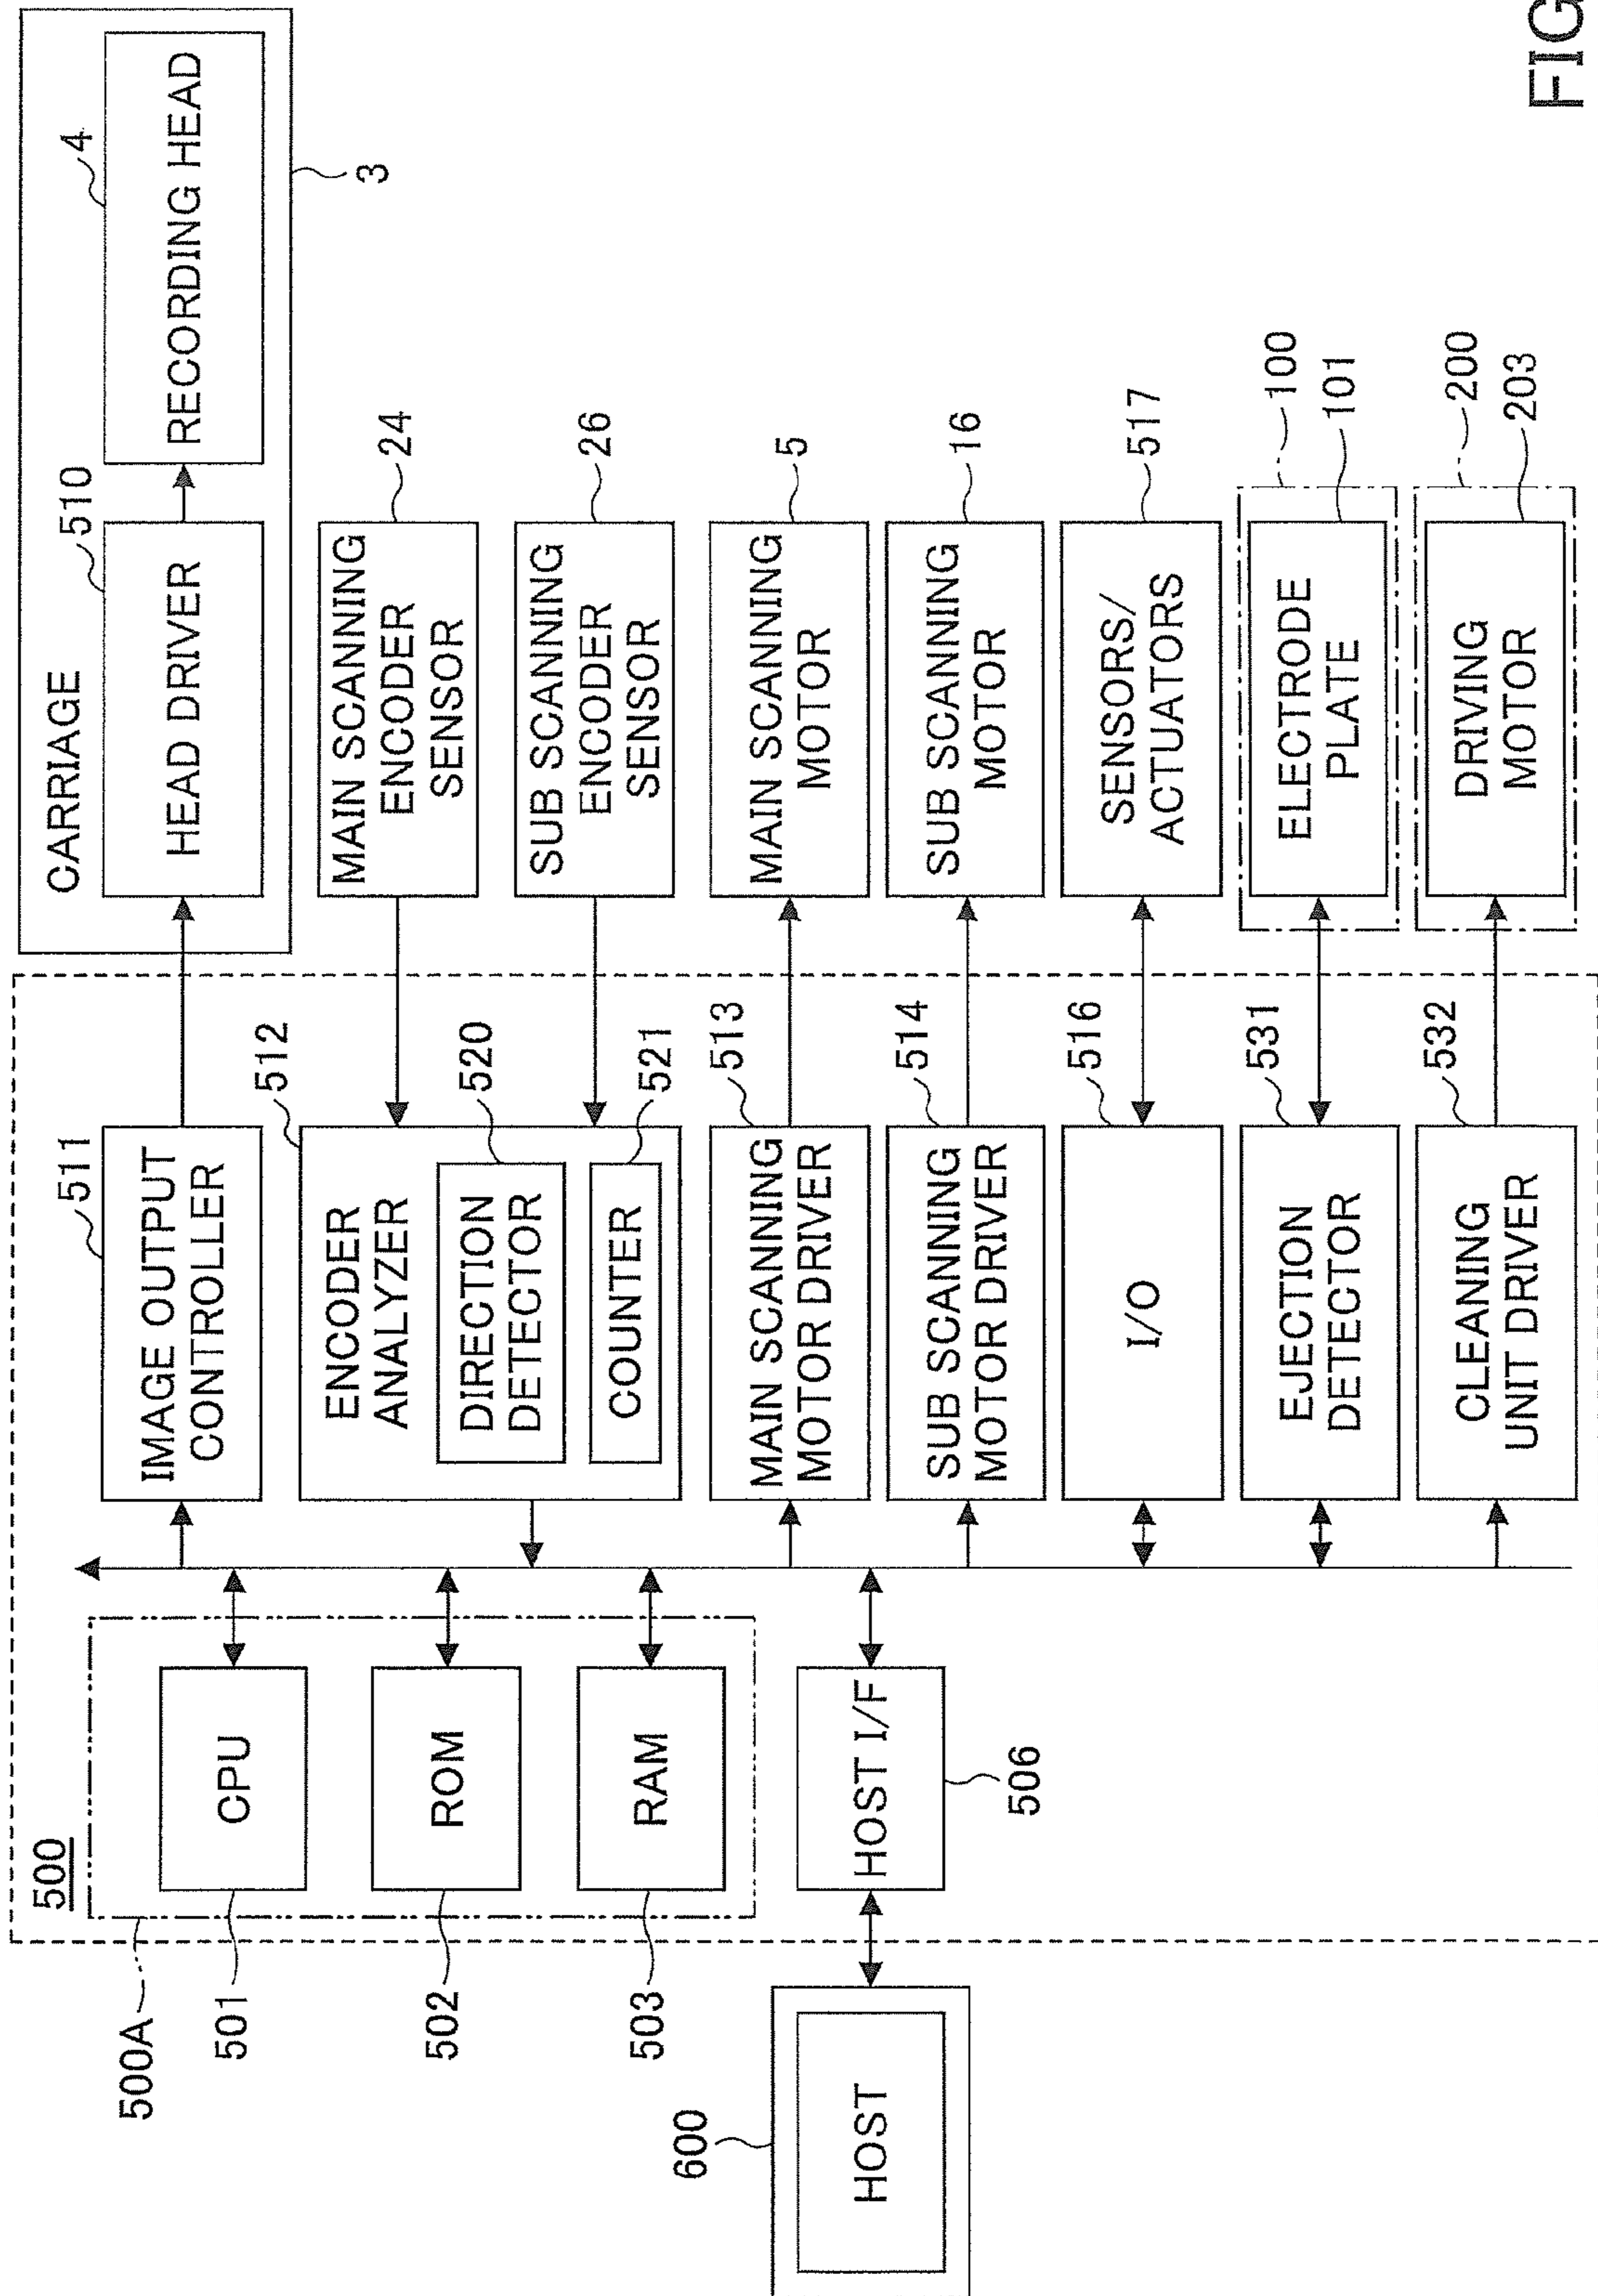 500
500A
CPU
501
ROM
502
RAM
503
HOST I/F
506
HOST
600
IMAGE OUTPUT
CONTROLLER
511
ENCODER
ANALYZER
512
DIRECTION
DETECTOR
520
COUNTER
521
MAIN SCANNING
MOTOR DRIVER
513
SUB SCANNING
MOTOR DRIVER
514
I/O
516
EJECTION
DETECTOR
531
CLEANING
UNIT DRIVER
532
CARRIAGE
510
HEAD DRIVER
4
RECORDING HEAD
3
MAIN SCANNING
ENCODER
SENSOR
24
SUB SCANNING
ENCODER
SENSOR
26
MAIN SCANNING
MOTOR
5
SUB SCANNING
MOTOR
16
SENSORS/
ACTUATORS
517
ELECTRODE
PLATE
100
101
DRIVING
MOTOR
200
203
FIG